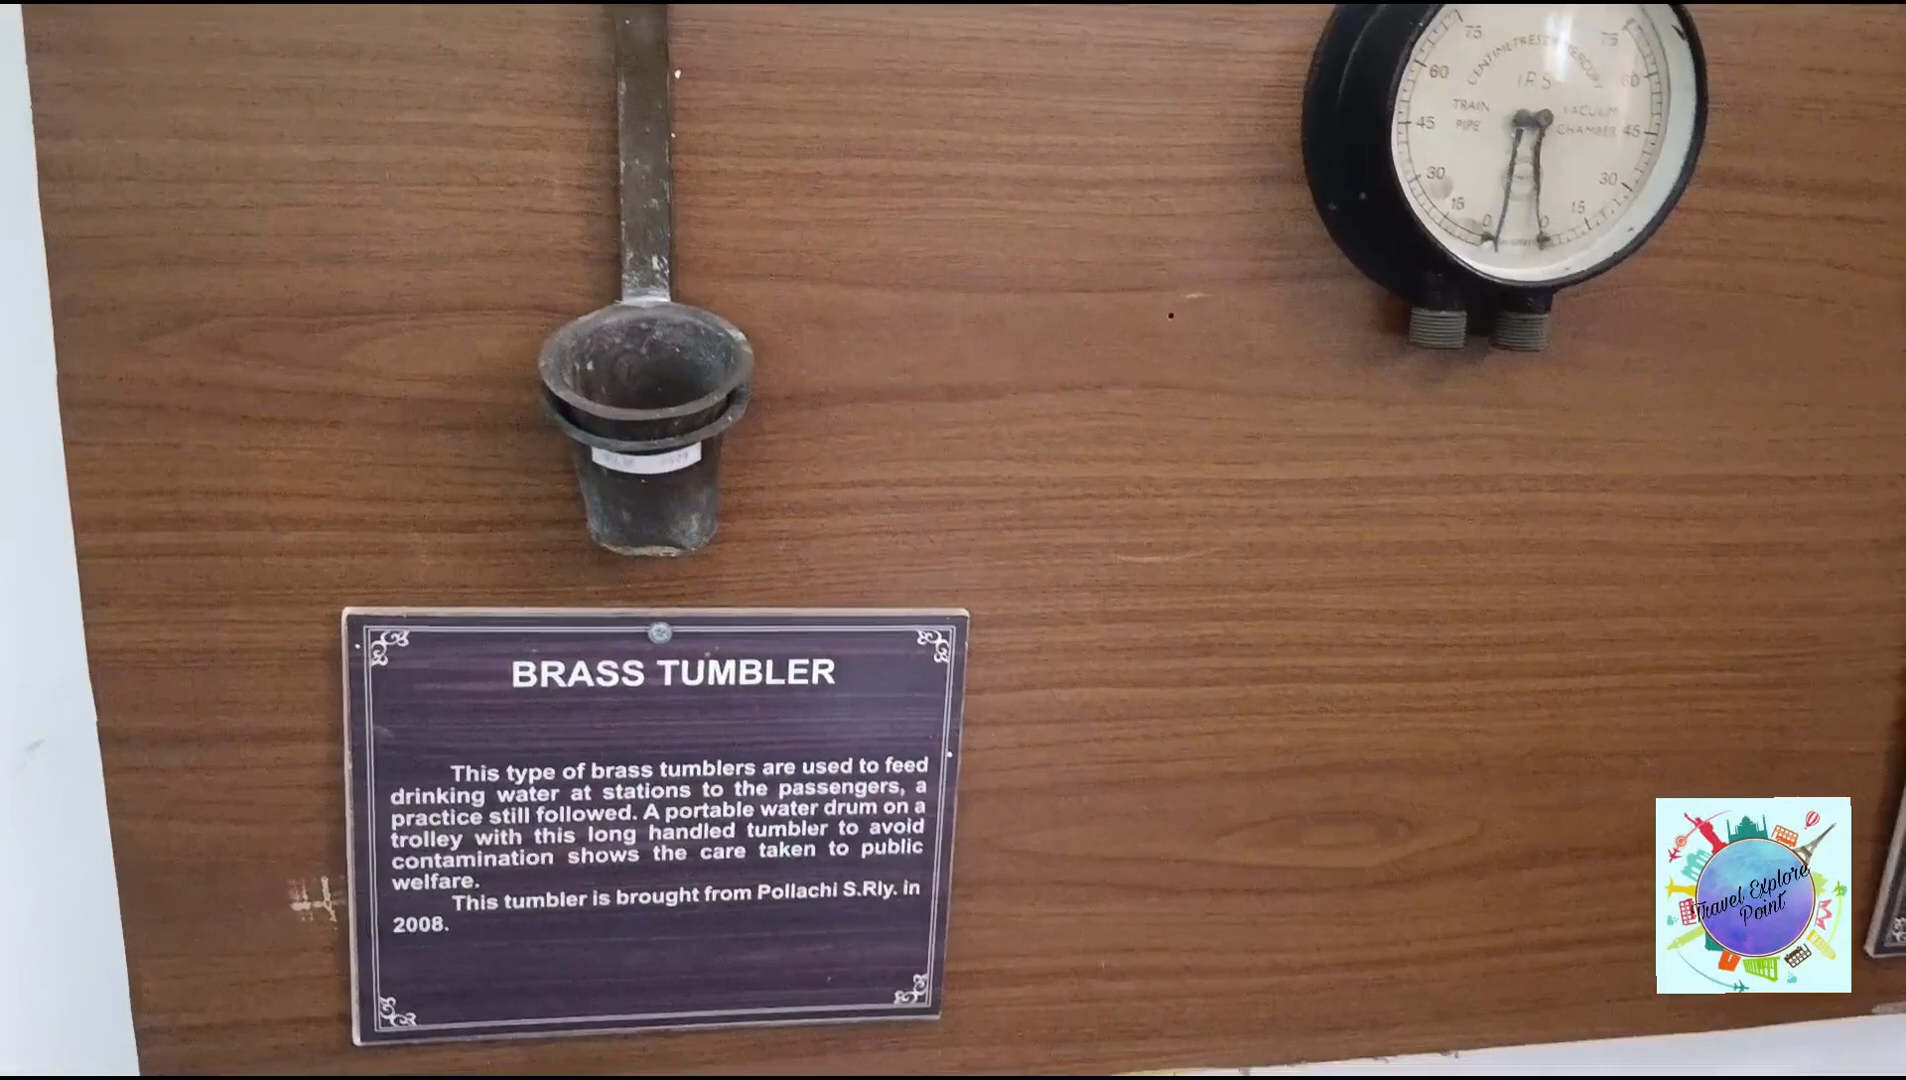 75 75
CENTIMETRES OF MERCURY
60 60
I.R.S
TRAIN VACUUM
PIPE CHAMBER
45 45
30 30
15 15
0 0
BRASS TUMBLER
This type of brass tumblers are used to feed
drinking water at stations to the passengers, a
practice still followed. A portable water drum on a
trolley with this long handled tumbler to avoid
contamination shows the care taken to public
welfare.
This tumbler is brought from Pollachi S.Rly. in
2008.
Travel Explore
Point